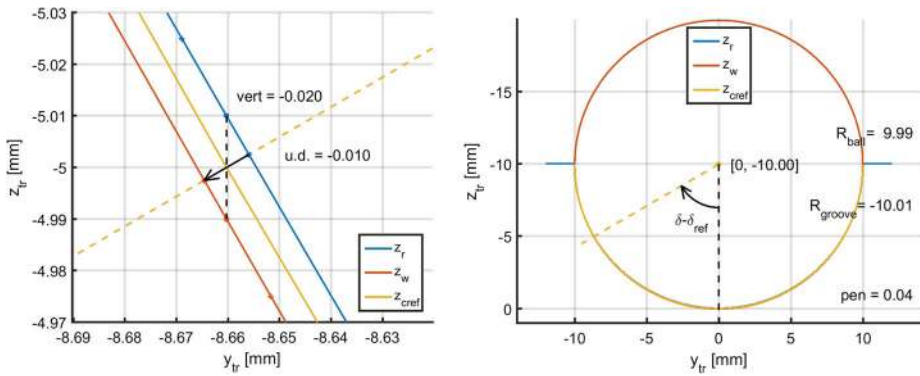 -5.03
-5.02
-5.01
-5
-4.99
-4.98
-4.97
z_tr [mm]
vert = -0.020
u.d. = -0.010
z_r
z_w
z_cref
-8.69 -8.68 -8.67 -8.66 -8.65 -8.64 -8.63
y_tr [mm]
-15
-10
-5
0
z_tr [mm]
z_r
z_w
z_cref
R_ball = 9.99
[0, -10.00]
R_groove = -10.01
δ-δ_ref
pen = 0.04
-10 -5 0 5 10
y_tr [mm]